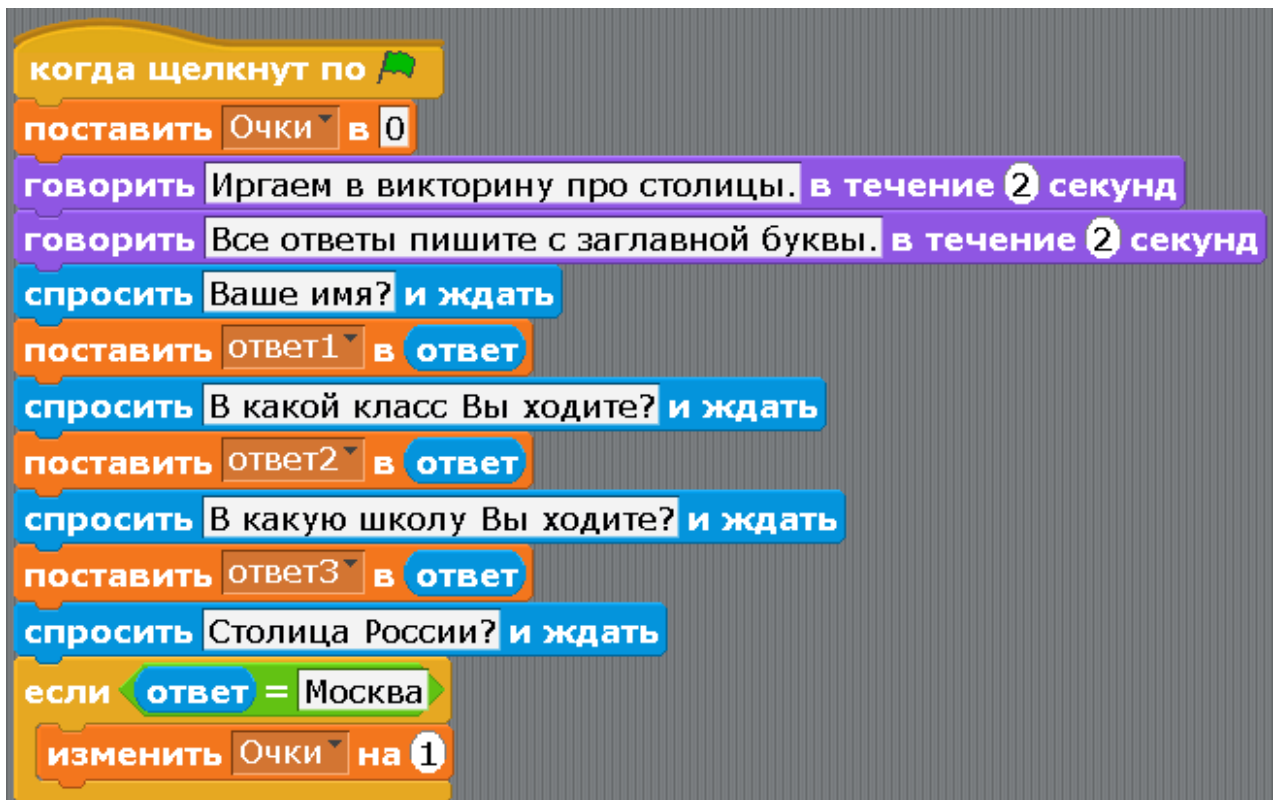 когда щелкнут по
поставить Очки в 0
говорить Иргаем в викторину про столицы. в течение 2 секунд
говорить Все ответы пишите с заглавной буквы. в течение 2 секунд
спросить Ваше имя? и ждать
поставить ответ1 в ответ
спросить В какой класс Вы ходите? и ждать
поставить ответ2 в ответ
спросить В какую школу Вы ходите? и ждать
поставить ответ3 в ответ
спросить Столица России? и ждать
если ответ = Москва
изменить Очки на 1